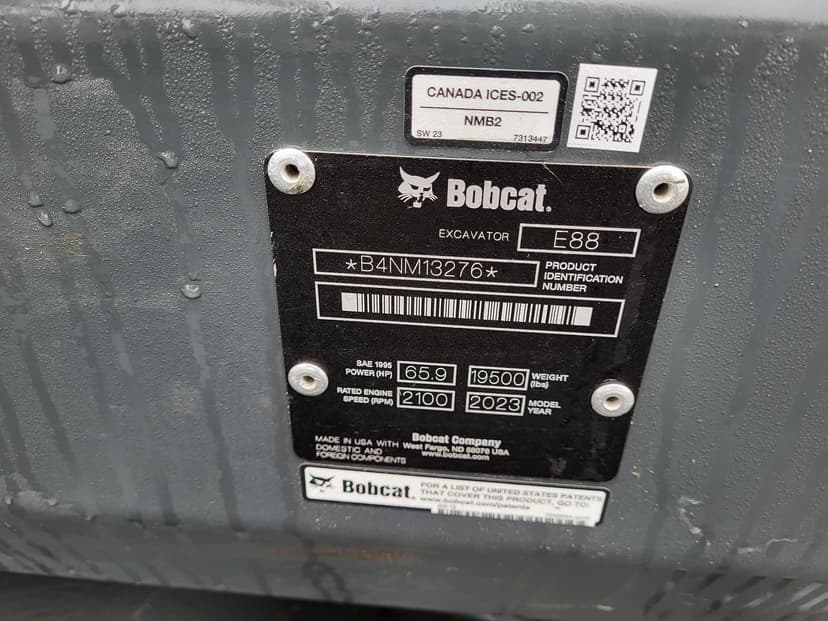 CANADA ICES-002
NMB2
SW 23 7313447
Bobcat.
EXCAVATOR E88
*B4NM13276* PRODUCT
IDENTIFICATION
NUMBER
SAE 1995
POWER (HP) 65.9 19500 WEIGHT
(lbs)
RATED ENGINE
SPEED (RPM) 2100 2023 MODEL
YEAR
Bobcat Company
MADE IN USA WITH West Fargo, ND 58078 USA
DOMESTIC AND www.bobcat.com
FOREIGN COMPONENTS
Bobcat. FOR A LIST OF UNITED STATES PATENTS
THAT COVER THIS PRODUCT, GO TO:
www.bobcat.com/patents